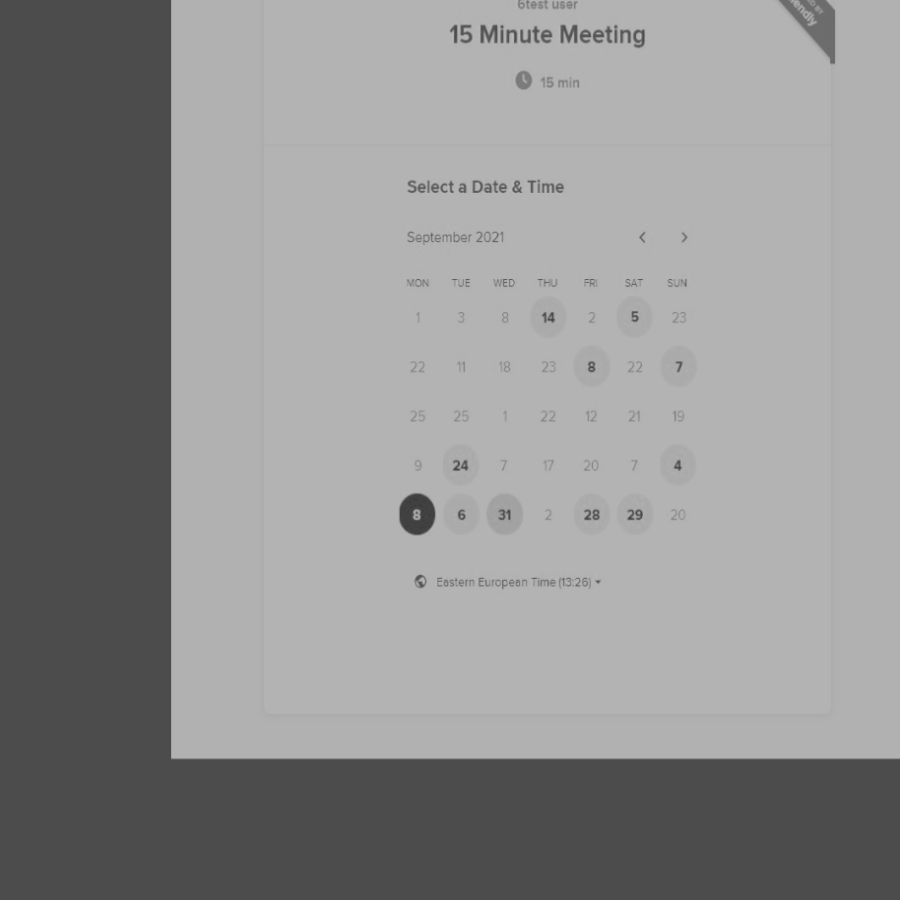 6test user
15 Minute Meeting
15 min
Select a Date & Time
September 2021
MON TUE WED THU FRI SAT SUN
1 3 8 14 2 5 23
22 11 18 23 8 22 7
25 25 1 22 12 21 19
9 24 7 17 20 7 4
8 6 31 2 28 29 20
Eastern European Time (13:26)